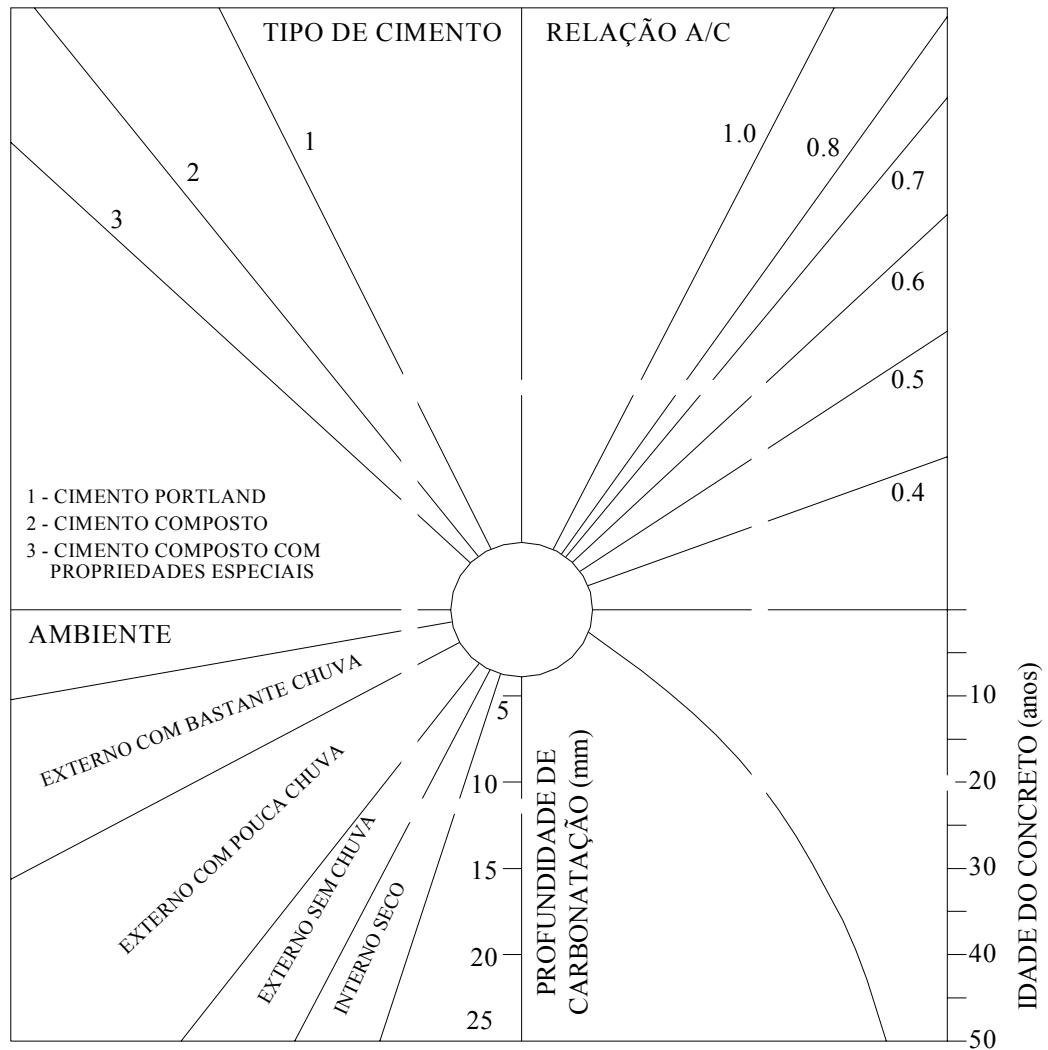 TIPO DE CIMENTO
RELAÇÃO A/C
1
2
3
1.0
0.8
0.7
0.6
0.5
0.4
1 - CIMENTO PORTLAND
2 - CIMENTO COMPOSTO
3 - CIMENTO COMPOSTO COM
PROPRIEDADES ESPECIAIS
AMBIENTE
EXTERNO COM BASTANTE CHUVA
EXTERNO COM POUCA CHUVA
EXTERNO SEM CHUVA
INTERNO SECO
5
10
15
20
25
PROFUNDIDADE DE
CARBONATAÇÃO (mm)
10
20
30
40
50
IDADE DO CONCRETO (anos)